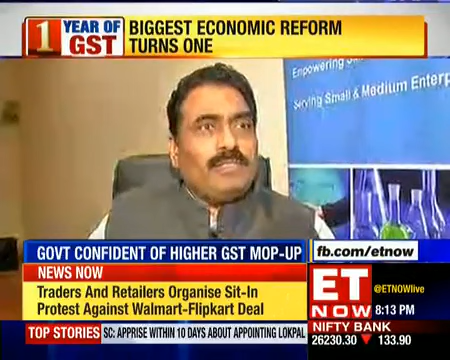 1 YEAR OF GST
BIGGEST ECONOMIC REFORM
TURNS ONE
Empowering
Serving Small & Medium Enterp
GOVT CONFIDENT OF HIGHER GST MOP-UP
fb.com/etnow
NEWS NOW
Traders And Retailers Organise Sit-In
Protest Against Walmart-Flipkart Deal
ET
NOW
@ETNOWlive
8:13 PM
TOP STORIES
SC: APPRISE WITHIN 10 DAYS ABOUT APPOINTING LOKPAL
NIFTY BANK
26230.30 133.90